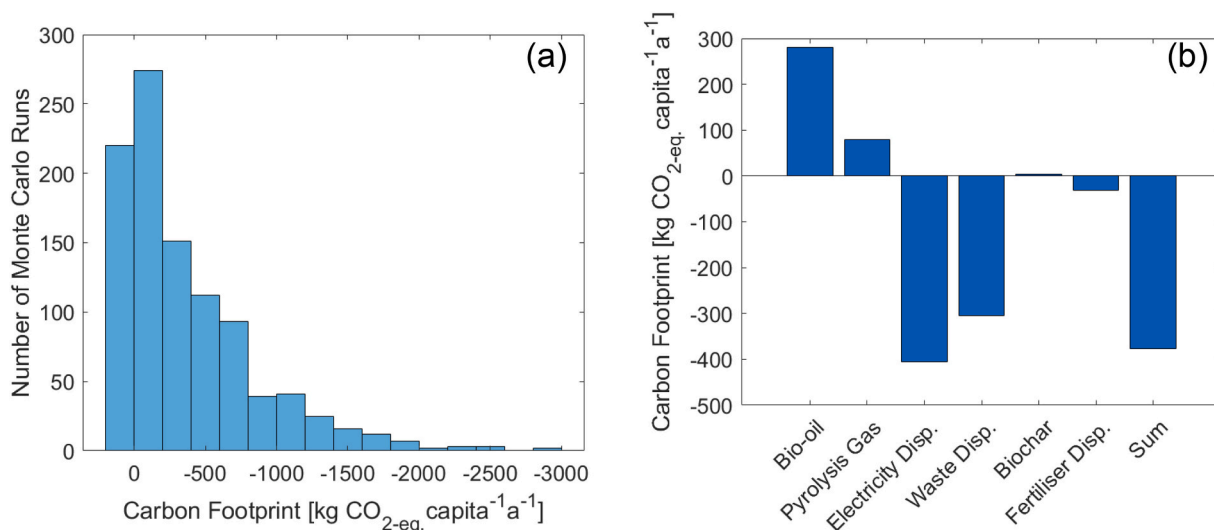 (a)
Number of Monte Carlo Runs
300
250
200
150
100
50
0
0 -500 -1000 -1500 -2000 -2500 -3000
Carbon Footprint [kg CO2-eq. capita-1a-1]
(b)
Carbon Footprint [kg CO2-eq. capita-1a-1]
300
200
100
0
-100
-200
-300
-400
-500
Bio-oil
Pyrolysis Gas
Electricity Disp.
Waste Disp.
Biochar
Fertiliser Disp.
Sum